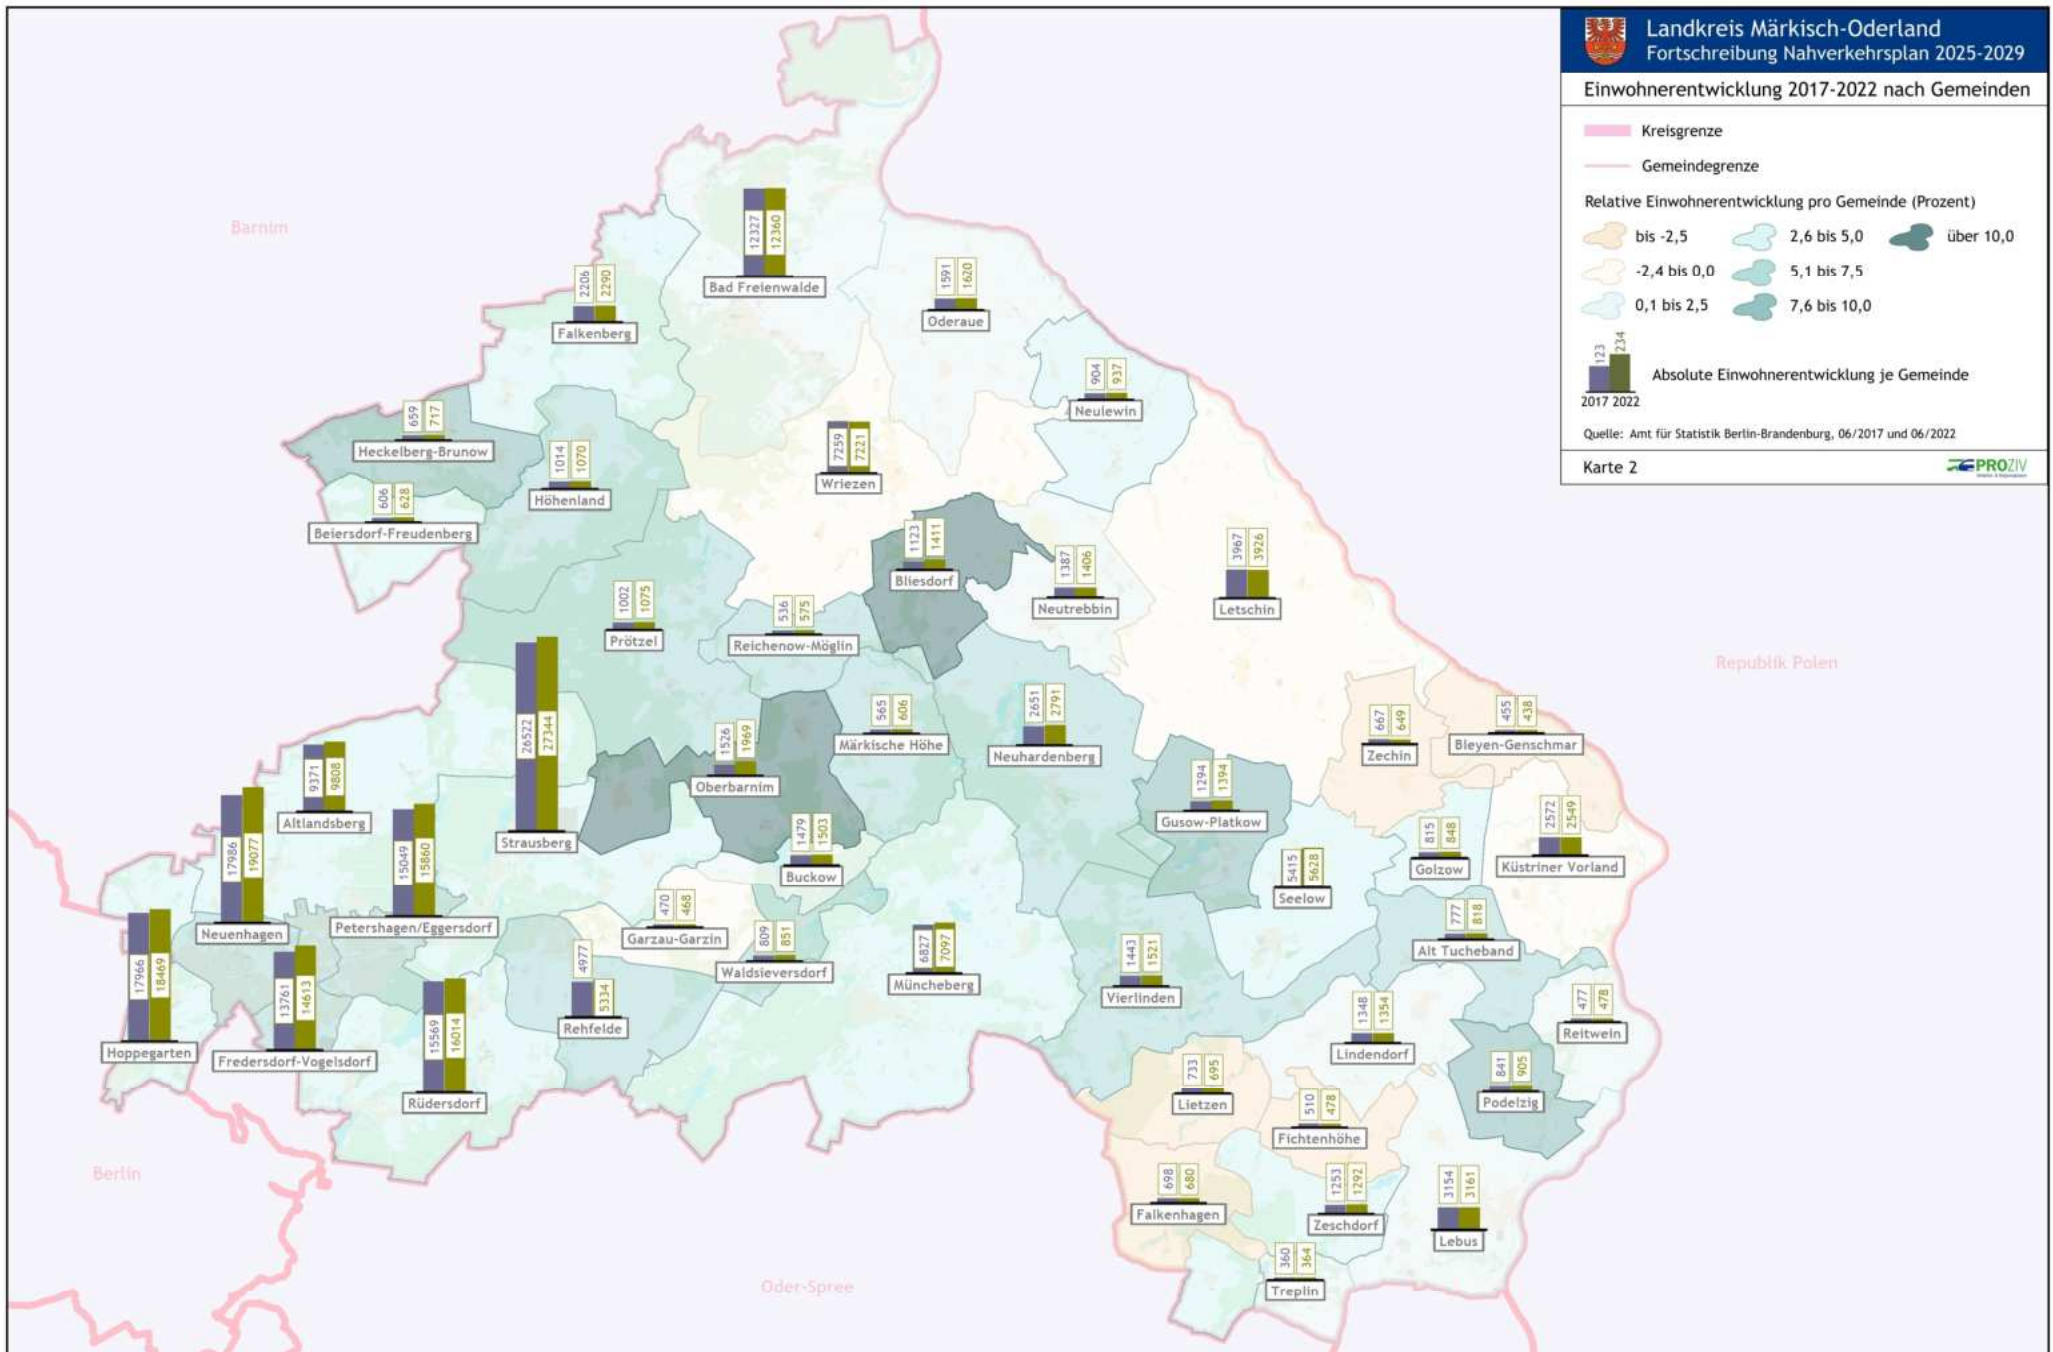 Landkreis Märkisch-Oderland
Fortschreibung Nahverkehrsplan 2025-2029
Einwohnerentwicklung 2017-2022 nach Gemeinden
Kreisgrenze
Gemeindegrenze
Relative Einwohnerentwicklung pro Gemeinde (Prozent)
bis -2,5
2,6 bis 5,0
über 10,0
-2,4 bis 0,0
5,1 bis 7,5
0,1 bis 2,5
7,6 bis 10,0
123
234
Absolute Einwohnerentwicklung je Gemeinde
2017 2022
Quelle: Amt für Statistik Berlin-Brandenburg, 06/2017 und 06/2022
Karte 2
PROZIV
Barnim
12327 12360
Bad Freienwalde
2206 2290
Falkenberg
1591 1620
Oderaue
904 937
Neulewin
659 717
Heckelberg-Brunow
1014 1070
Höhenland
7259 7221
Wriezen
606 628
Beiersdorf-Freudenberg
1123 1411
Bliesdorf
1387 1406
Neutrebbin
3967 3926
Letschin
1002 1075
Prötzel
536 575
Reichenow-Möglin
Republik Polen
26522 27344
Strausberg
1526 1969
Oberbarnim
565 606
Märkische Höhe
2651 2791
Neuhardenberg
667 649
Zechin
455 438
Bleyen-Genschmar
9371 9808
Altlandsberg
17986 19077
Neuenhagen
15049 15860
Petershagen/Eggersdorf
1479 1503
Buckow
1294 1394
Gusow-Platkow
5415 5628
Seelow
815 848
Golzow
2572 2549
Küstriner Vorland
470 468
Garzau-Garzin
809 851
Waldsieversdorf
6827 7097
Müncheberg
1443 1521
Vierlinden
777 818
Alt Tucheband
17966 18469
Hoppegarten
13761 14613
Fredersdorf-Vogelsdorf
15569 16014
Rüdersdorf
4977 5334
Rehfelde
1348 1354
Lindendorf
477 478
Reitwein
733 695
Lietzen
510 478
Fichtenhöhe
841 905
Podelzig
Berlin
698 680
Falkenhagen
1253 1292
Zeschdorf
3154 3161
Lebus
360 364
Treplin
Oder-Spree